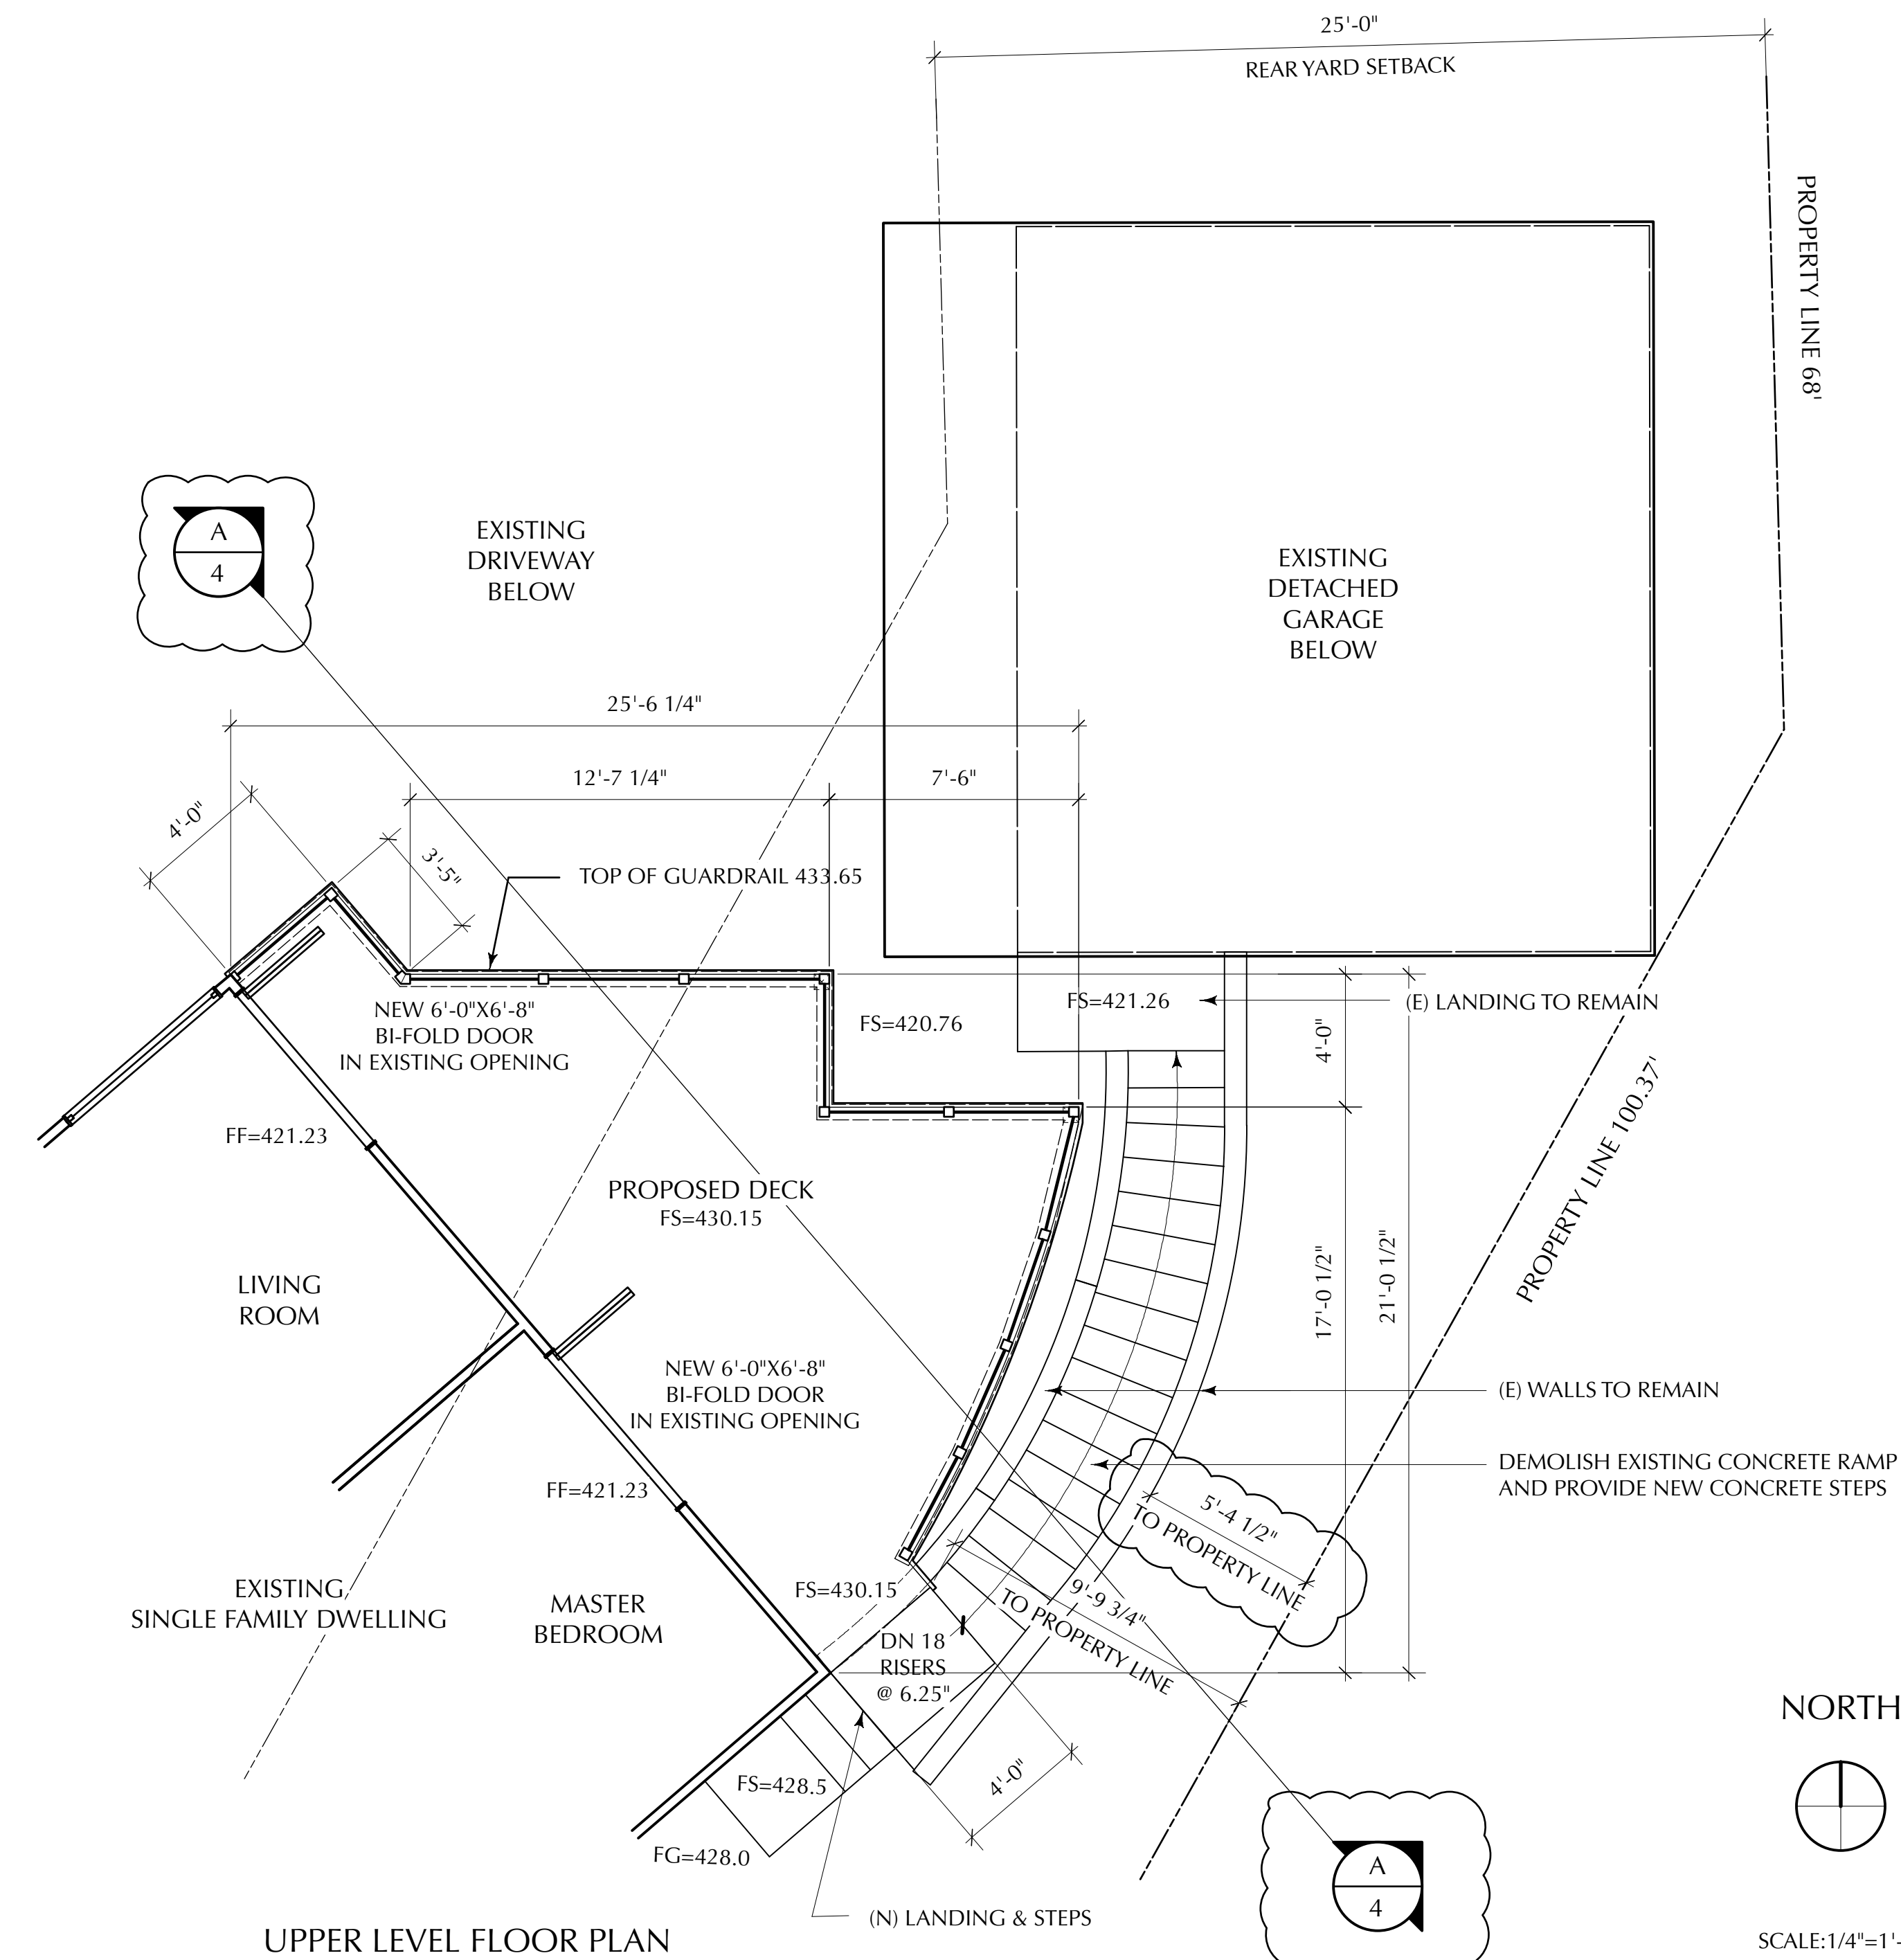 25'-0"
REAR YARD SETBACK
PROPERTY LINE 68'
A
4
EXISTING
DRIVEWAY
BELOW
EXISTING
DETACHED
GARAGE
BELOW
25'-6 1/4"
12'-7 1/4"
7'-6"
4'-0"
3'-5"
TOP OF GUARDRAIL 433.65
NEW 6'-0"X6'-8"
BI-FOLD DOOR
IN EXISTING OPENING
FS=420.76
FS=421.26
(E) LANDING TO REMAIN
4'-0"
PROPERTY LINE 100.37'
FF=421.23
PROPOSED DECK
FS=430.15
17'-0 1/2"
21'-0 1/2"
LIVING
ROOM
NEW 6'-0"X6'-8"
BI-FOLD DOOR
IN EXISTING OPENING
(E) WALLS TO REMAIN
DEMOLISH EXISTING CONCRETE RAMP
AND PROVIDE NEW CONCRETE STEPS
FF=421.23
5'-4 1/2"
TO PROPERTY LINE
EXISTING
SINGLE FAMILY DWELLING
MASTER
BEDROOM
FS=430.15
9'-9 3/4"
TO PROPERTY LINE
DN 18
RISERS
@ 6.25"
NORTH
4'-0"
FS=428.5
FG=428.0
A
4
(N) LANDING & STEPS
UPPER LEVEL FLOOR PLAN
SCALE:1/4"=1'-